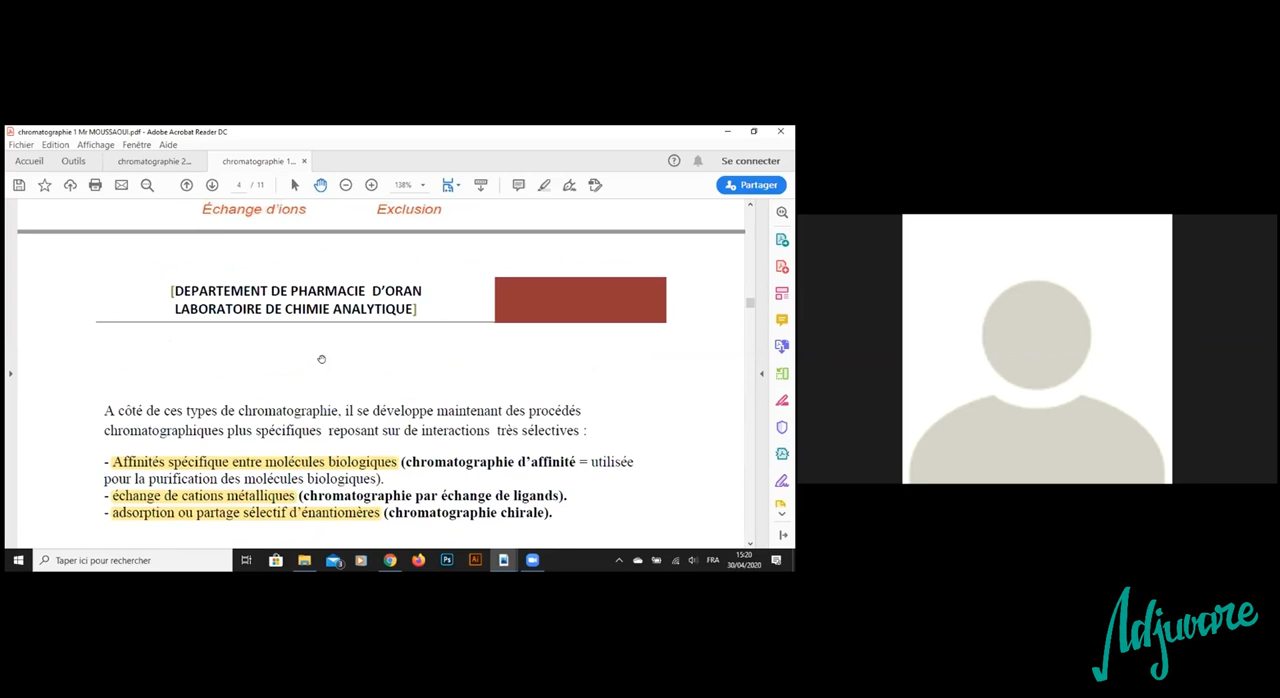 chromatographie 1 Mr MOUSSAOUI.pdf - Adobe Acrobat Reader DC
Fichier Edition Affichage Fenêtre Aide
Accueil Outils chromatographie 2... chromatographie 1... ×
Se connecter
4 / 11 138% Partager
Échange d'ions Exclusion
[DEPARTEMENT DE PHARMACIE D'ORAN
LABORATOIRE DE CHIMIE ANALYTIQUE]
A côté de ces types de chromatographie, il se développe maintenant des procédés
chromatographiques plus spécifiques reposant sur de interactions très sélectives :
- Affinités spécifique entre molécules biologiques (chromatographie d'affinité = utilisée
pour la purification des molécules biologiques).
- échange de cations métalliques (chromatographie par échange de ligands).
- adsorption ou partage sélectif d'énantiomères (chromatographie chirale).
Taper ici pour rechercher
3 Ps Ai FRA
15:20
30/04/2020
Adjuvare